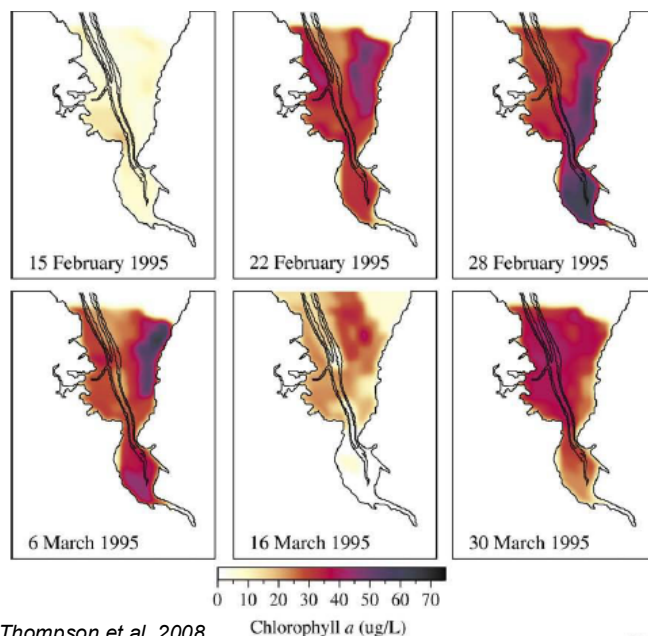 15 February 1995
22 February 1995
28 February 1995
6 March 1995
16 March 1995
30 March 1995
0 10 20 30 40 50 60 70
Thompson et al. 2008
Chlorophyll a (ug/L)